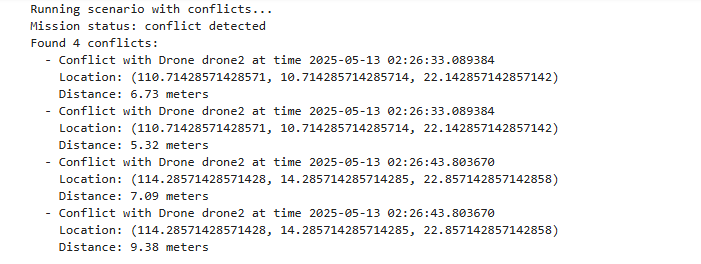 Running scenario with conflicts...
Mission status: conflict detected
Found 4 conflicts:
- Conflict with Drone drone2 at time 2025-05-13 02:26:33.089384
Location: (110.71428571428571, 10.714285714285714, 22.142857142857142)
Distance: 6.73 meters
- Conflict with Drone drone2 at time 2025-05-13 02:26:33.089384
Location: (110.71428571428571, 10.714285714285714, 22.142857142857142)
Distance: 5.32 meters
- Conflict with Drone drone2 at time 2025-05-13 02:26:43.803670
Location: (114.28571428571428, 14.285714285714285, 22.857142857142858)
Distance: 7.09 meters
- Conflict with Drone drone2 at time 2025-05-13 02:26:43.803670
Location: (114.28571428571428, 14.285714285714285, 22.857142857142858)
Distance: 9.38 meters